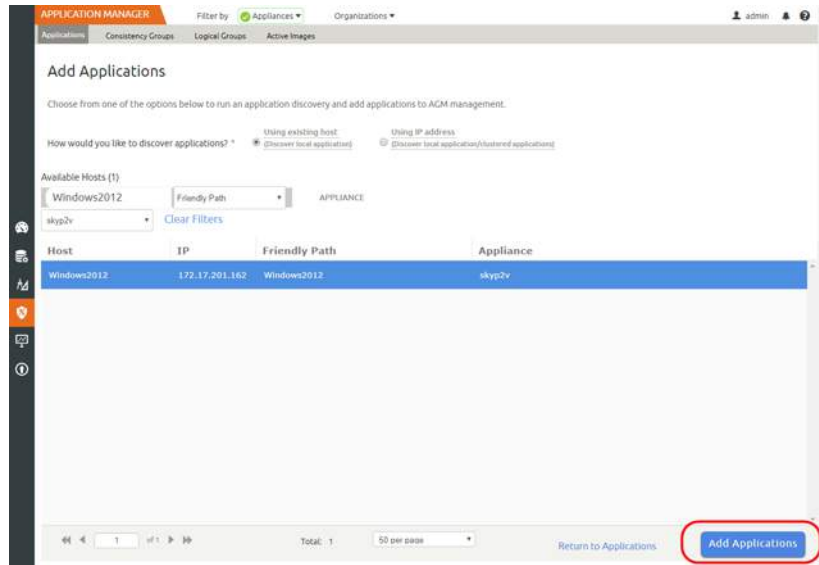 APPLICATION MANAGER Filter by Appliances Organizations admin
Applications Consistency Groups Logical Groups Active Images
Add Applications
Choose from one of the options below to run an application discovery and add applications to AGM management.
How would you like to discover applications? * Using existing host (Discover local application) Using IP address (Discover local application/clustered applications)
Available Hosts (1)
Windows2012 Friendly Path APPLIANCE
skyp2v Clear Filters
Host IP Friendly Path Appliance
Windows2012 172.17.201.162 Windows2012 skyp2v
1 of 1 Total: 1 50 per page Return to Applications Add Applications